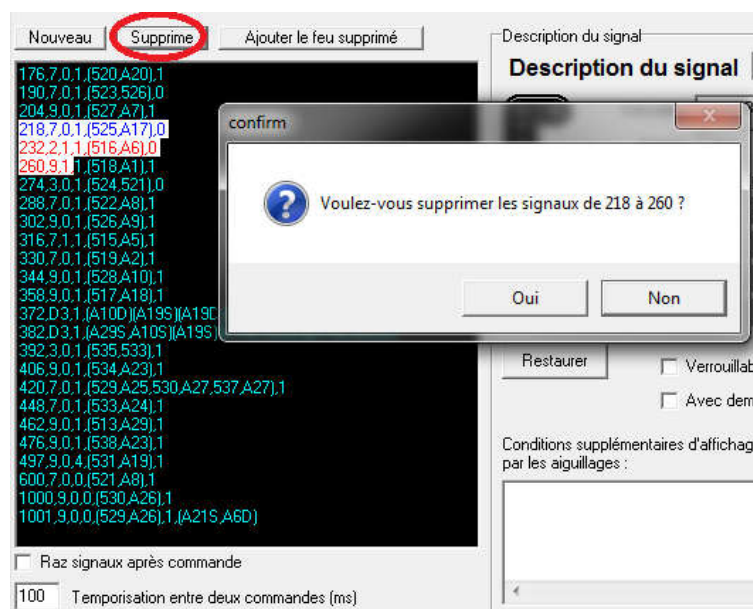 Nouveau Supprime Ajouter le feu supprimé
176,7,0,1,(520,A20),1
190,7,0,1,(523,526),0
204,9,0,1,(527,A7),1
218,7,0,1,(525,A17),0
232,2,1,1,(516,A6),0
260,9,1,1,(518,A1),1
274,3,0,1,(524,521),0
288,7,0,1,(522,A8),1
302,9,0,1,(526,A9),1
316,7,1,1,(515,A5),1
330,7,0,1,(519,A2),1
344,9,0,1,(528,A10),1
358,9,0,1,(517,A18),1
372,D3,1,(A10D)(A19S)(A19D
382,D3,1,(A29S,A10S)(A19S)
392,3,0,1,(535,533),1
406,9,0,1,(534,A23),1
420,7,0,1,(529,A25,530,A27,537,A27),1
448,7,0,1,(533,A24),1
462,9,0,1,(513,A29),1
476,9,0,1,(538,A23),1
497,9,0,4,(531,A19),1
600,7,0,0,(521,A8),1
1000,9,0,0,(530,A26),1
1001,9,0,0,(529,A26),1,(A21S,A6D)
Raz signaux après commande
100 Temporisation entre deux commandes (ms)
Description du signal
Description du signal
confirm
Voulez-vous supprimer les signaux de 218 à 260 ?
Oui Non
Restaurer
Verrouillab
Avec dem
Conditions supplémentaires d'affichag
par les aiguillages :